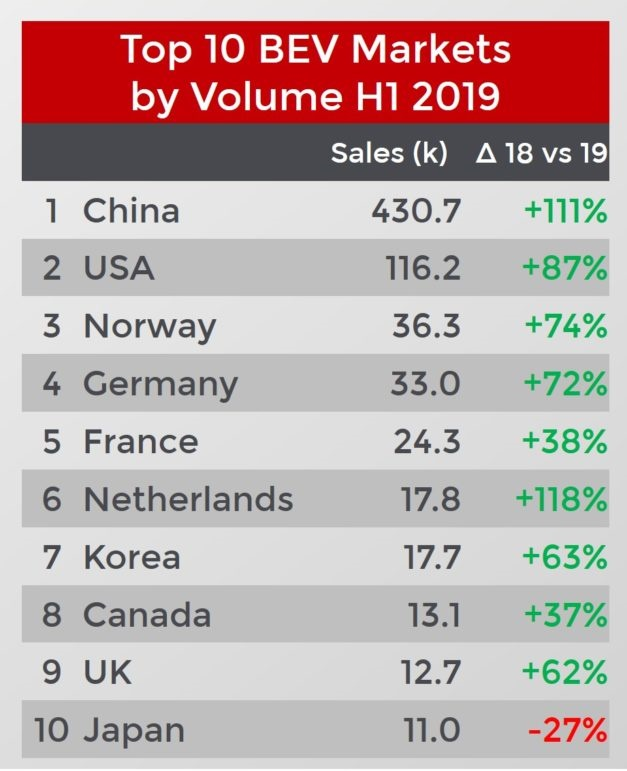 Top 10 BEV Markets
by Volume H1 2019
Sales (k) Δ 18 vs 19
1 China 430.7 +111%
2 USA 116.2 +87%
3 Norway 36.3 +74%
4 Germany 33.0 +72%
5 France 24.3 +38%
6 Netherlands 17.8 +118%
7 Korea 17.7 +63%
8 Canada 13.1 +37%
9 UK 12.7 +62%
10 Japan 11.0 -27%